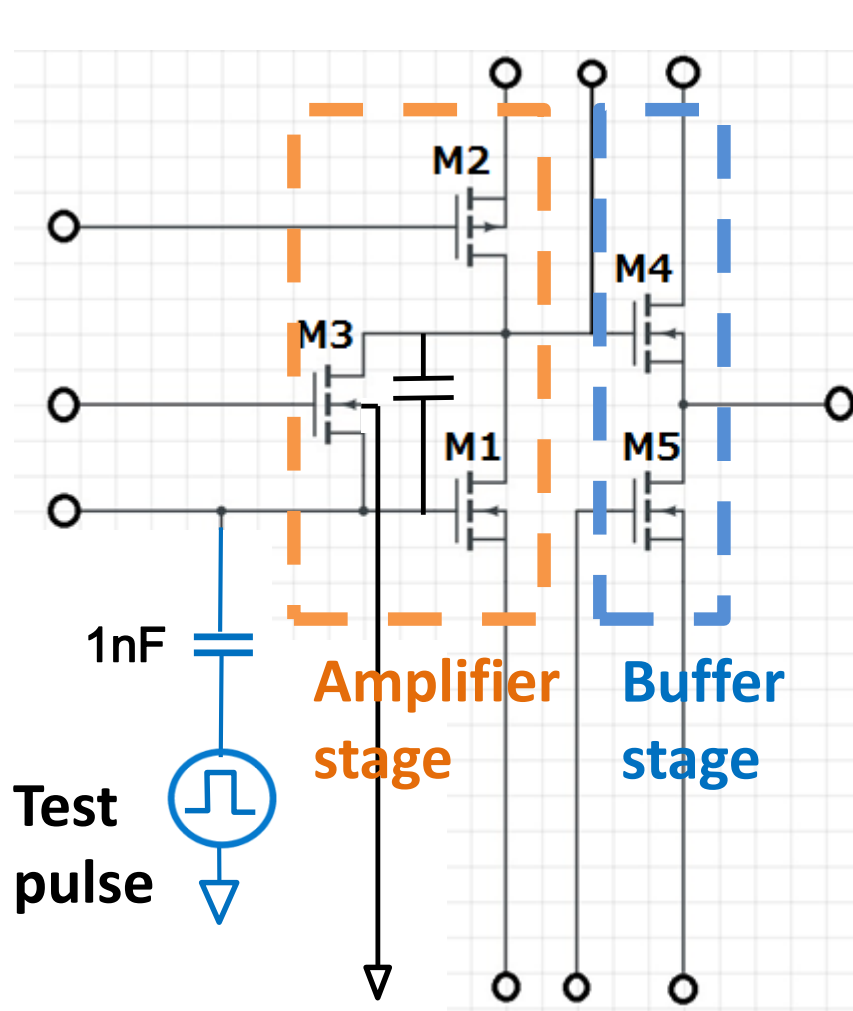 M2
M4
M3
M1
M5
1nF
Amplifier
stage
Buffer
stage
Test
pulse